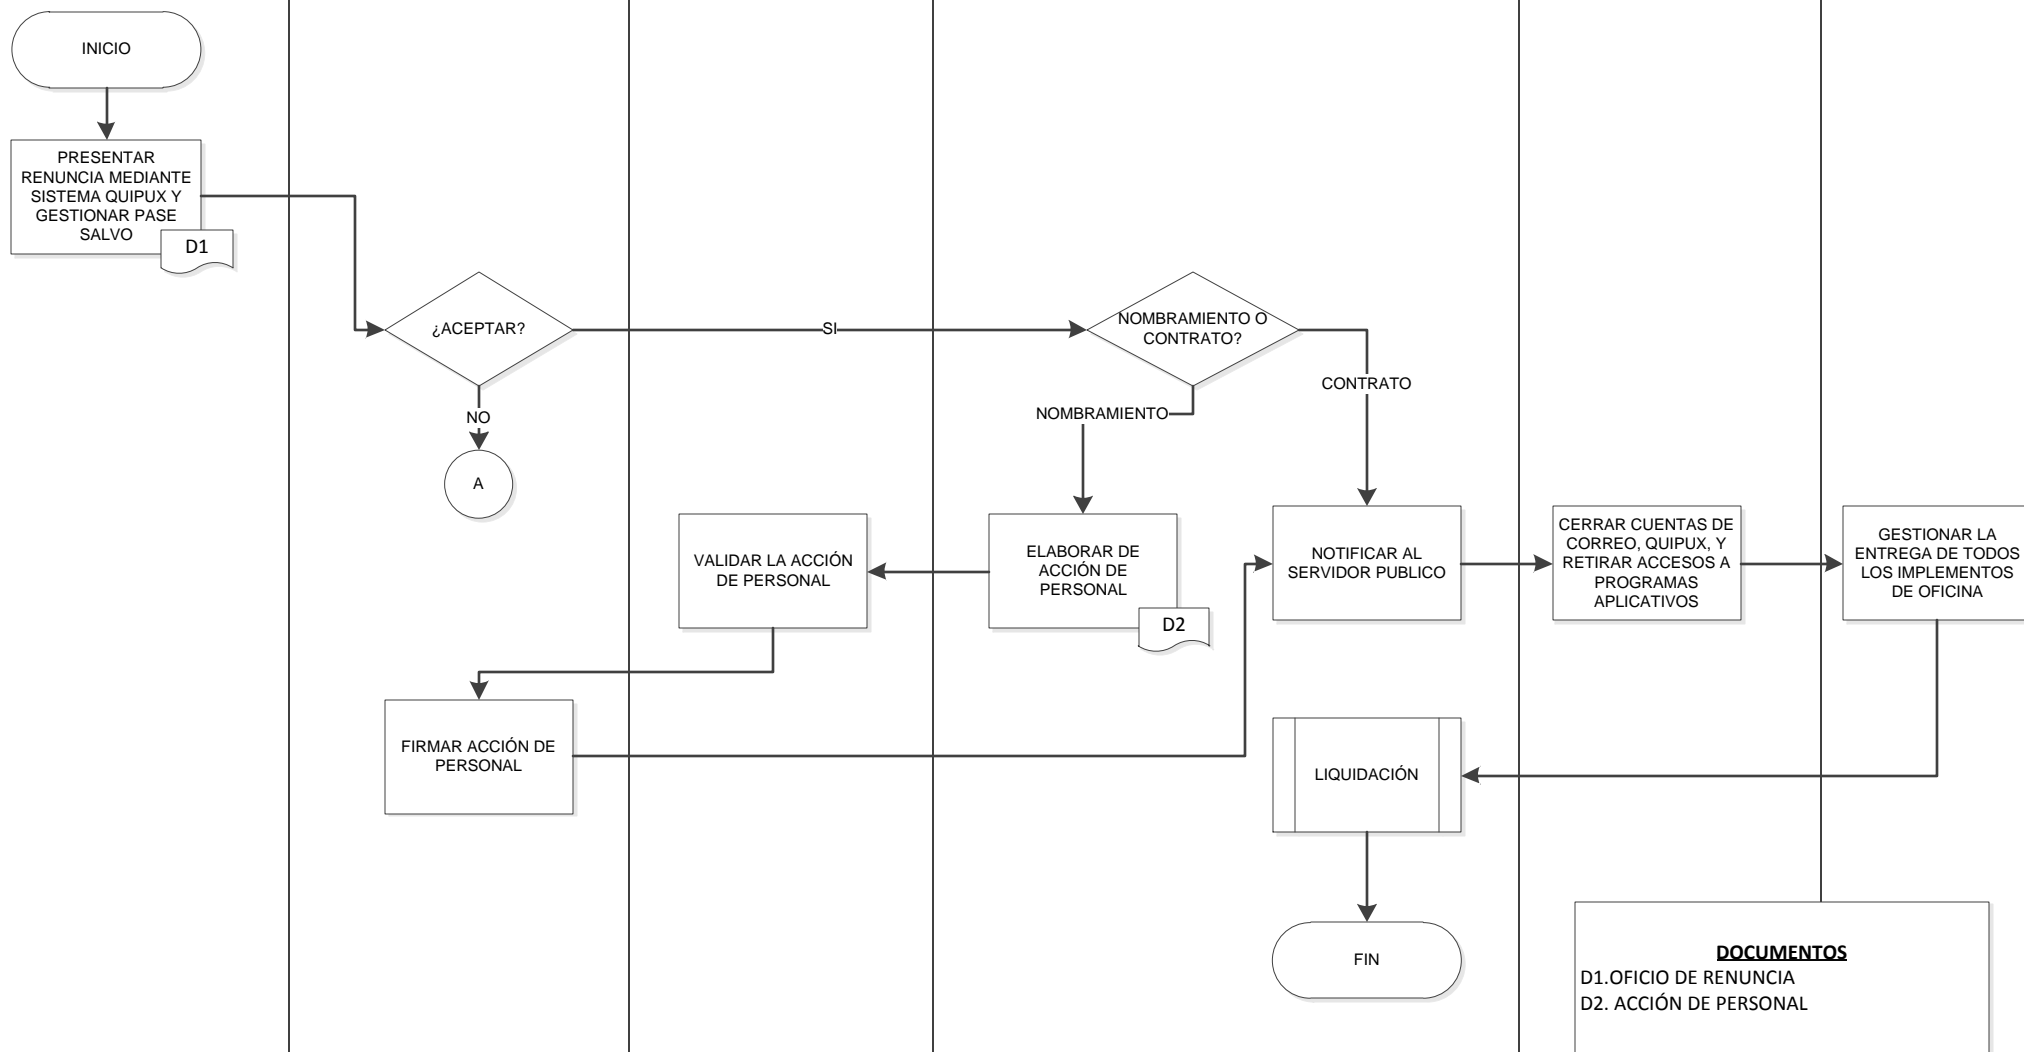 INICIO
PRESENTAR
RENUNCIA MEDIANTE
SISTEMA QUIPUX Y
GESTIONAR PASE
SALVO
D1
¿ACEPTAR?
SI
NOMBRAMIENTO O
CONTRATO?
CONTRATO
NO
NOMBRAMIENTO
A
VALIDAR LA ACCIÓN
DE PERSONAL
ELABORAR DE
ACCIÓN DE
PERSONAL
D2
NOTIFICAR AL
SERVIDOR PUBLICO
CERRAR CUENTAS DE
CORREO, QUIPUX, Y
RETIRAR ACCESOS A
PROGRAMAS
APLICATIVOS
GESTIONAR LA
ENTREGA DE TODOS
LOS IMPLEMENTOS
DE OFICINA
FIRMAR ACCIÓN DE
PERSONAL
LIQUIDACIÓN
FIN
DOCUMENTOS
D1.OFICIO DE RENUNCIA
D2. ACCIÓN DE PERSONAL